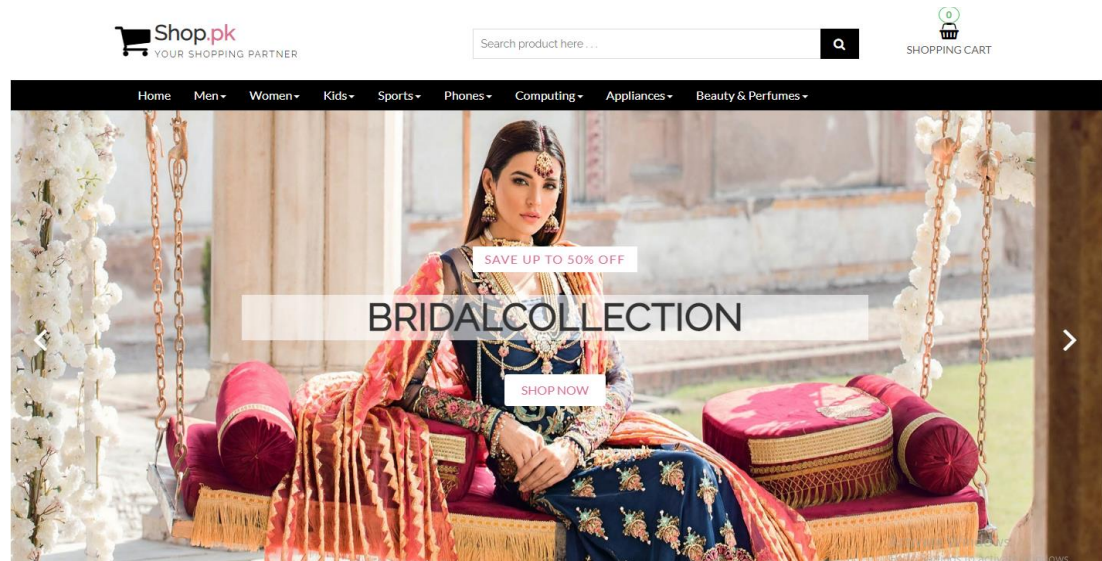 0
Shop.pk
YOUR SHOPPING PARTNER
Search product here . . .
SHOPPING CART
Home Men Women Kids Sports Phones Computing Appliances Beauty & Perfumes
SAVE UP TO 50% OFF
BRIDALCOLLECTION
SHOP NOW